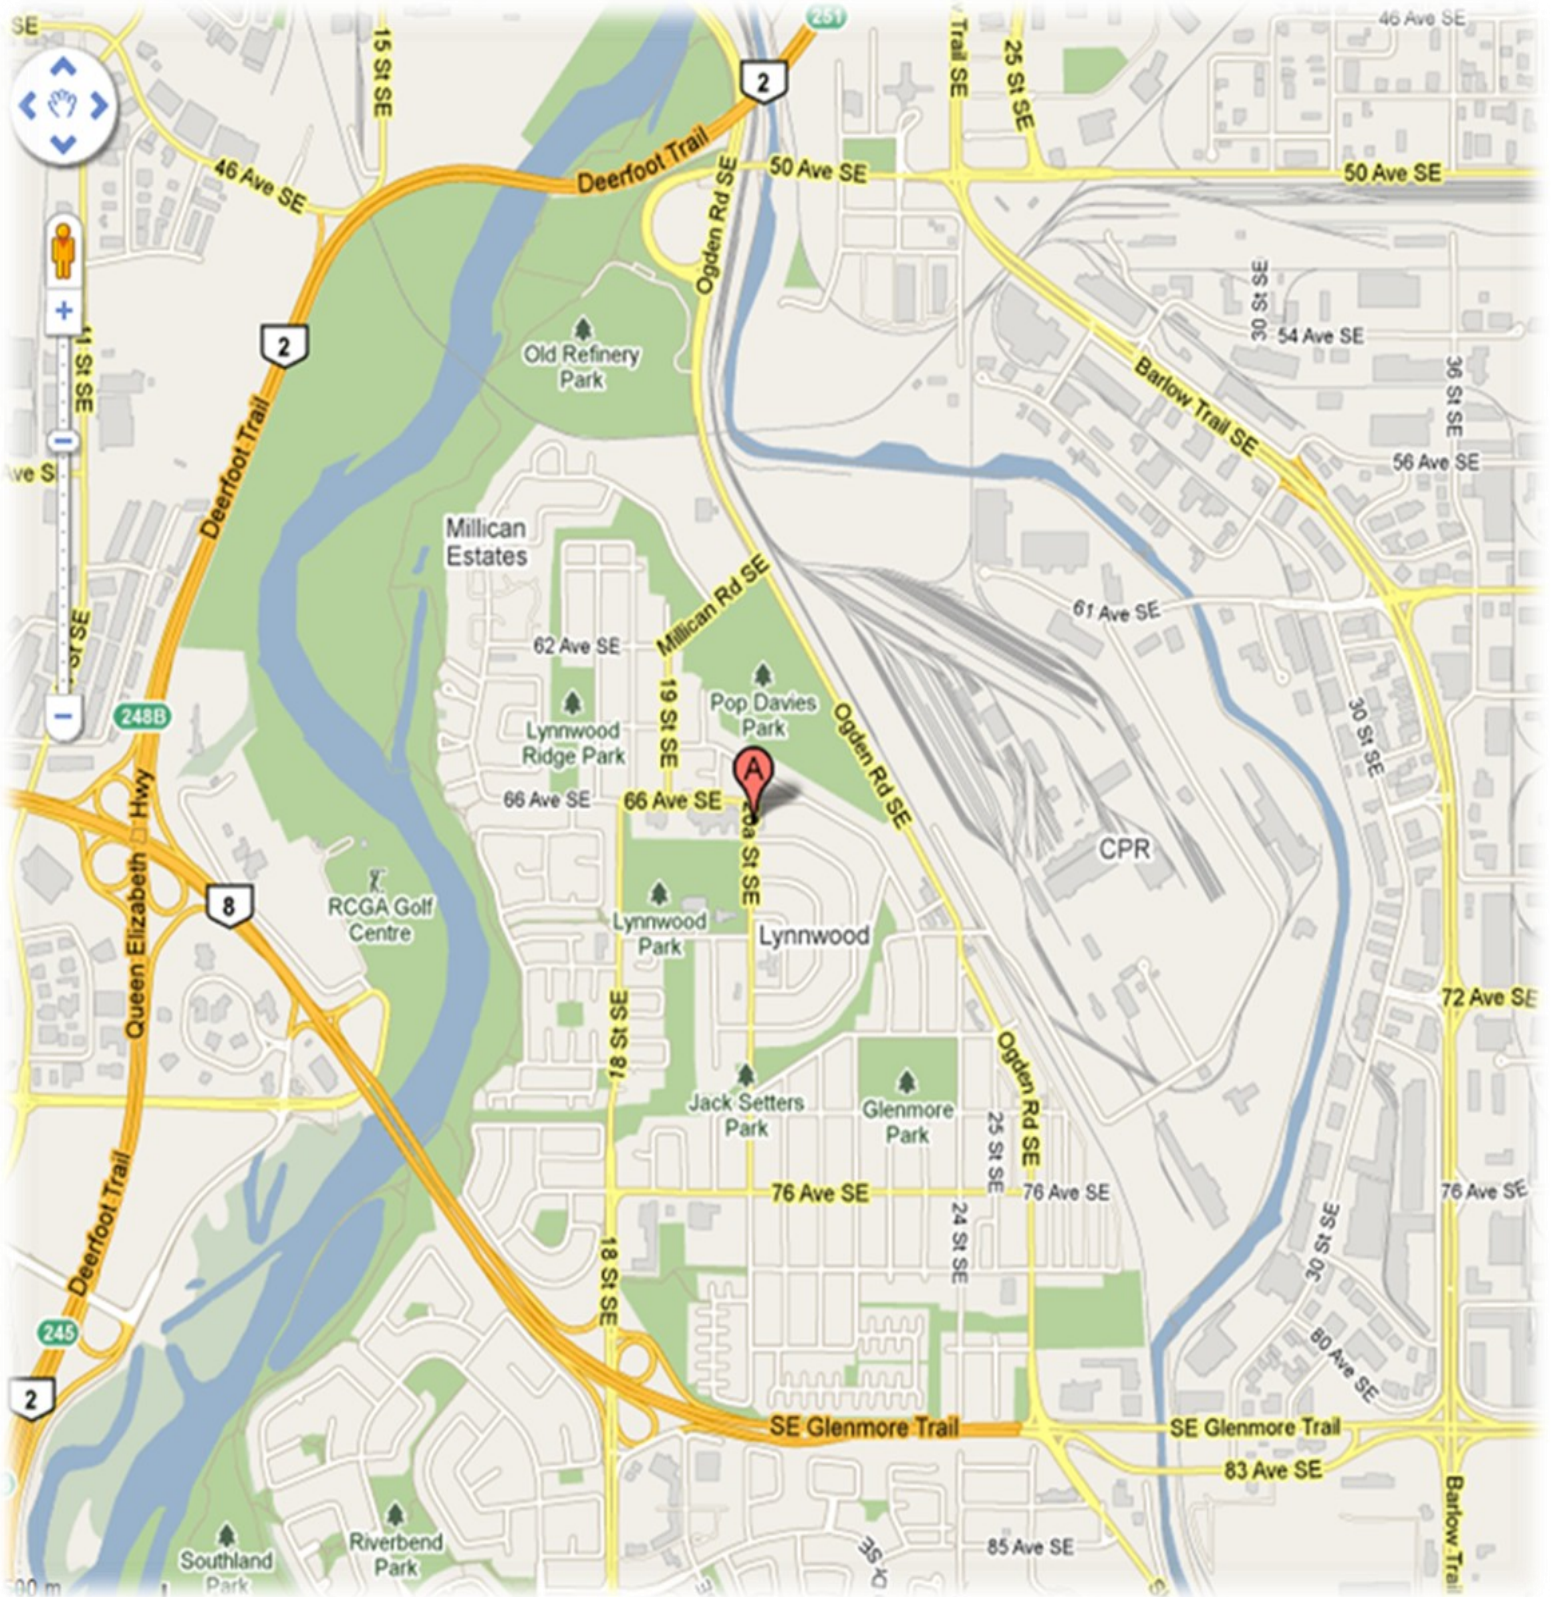 SE
251
46 Ave SE
15 St SE
Trail SE
25 St SE
2
Deerfoot Trail
50 Ave SE
50 Ave SE
46 Ave SE
Ogden Rd SE
30 St SE
54 Ave SE
2
11 St SE
Old Refinery
Park
Barlow Trail SE
36 St SE
Deerfoot Trail
56 Ave SE
Ave S
Millican
Estates
Millican Rd SE
61 Ave SE
St SE
62 Ave SE
19 St SE
Pop Davies
Park
Ogden Rd SE
30 St SE
248B
Lynnwood
Ridge Park
A
Queen Elizabeth
Hwy
66 Ave SE
66 Ave SE
20a St SE
CPR
8
RCGA Golf
Centre
Lynnwood
Park
Lynnwood
72 Ave SE
18 St SE
Ogden Rd SE
Jack Setters
Park
Glenmore
Park
25 St SE
Deerfoot Trail
76 Ave SE
76 Ave SE
76 Ave SE
24 St SE
30 St SE
18 St SE
245
80 Ave SE
2
SE Glenmore Trail
SE Glenmore Trail
83 Ave SE
Barlow Trail
Riverbend
Park
85 Ave SE
Southland
Park